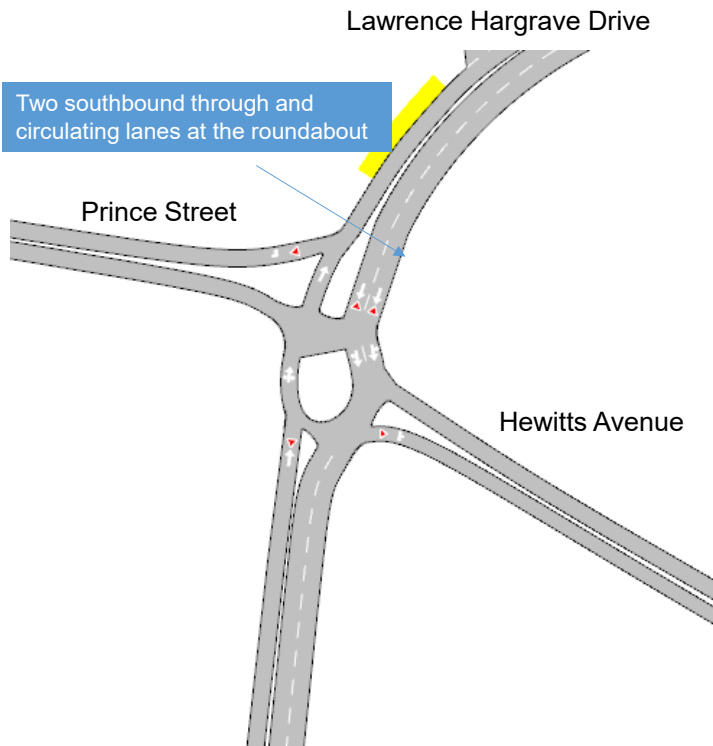 Lawrence Hargrave Drive
Two southbound through and
circulating lanes at the roundabout
Prince Street
Hewitts Avenue